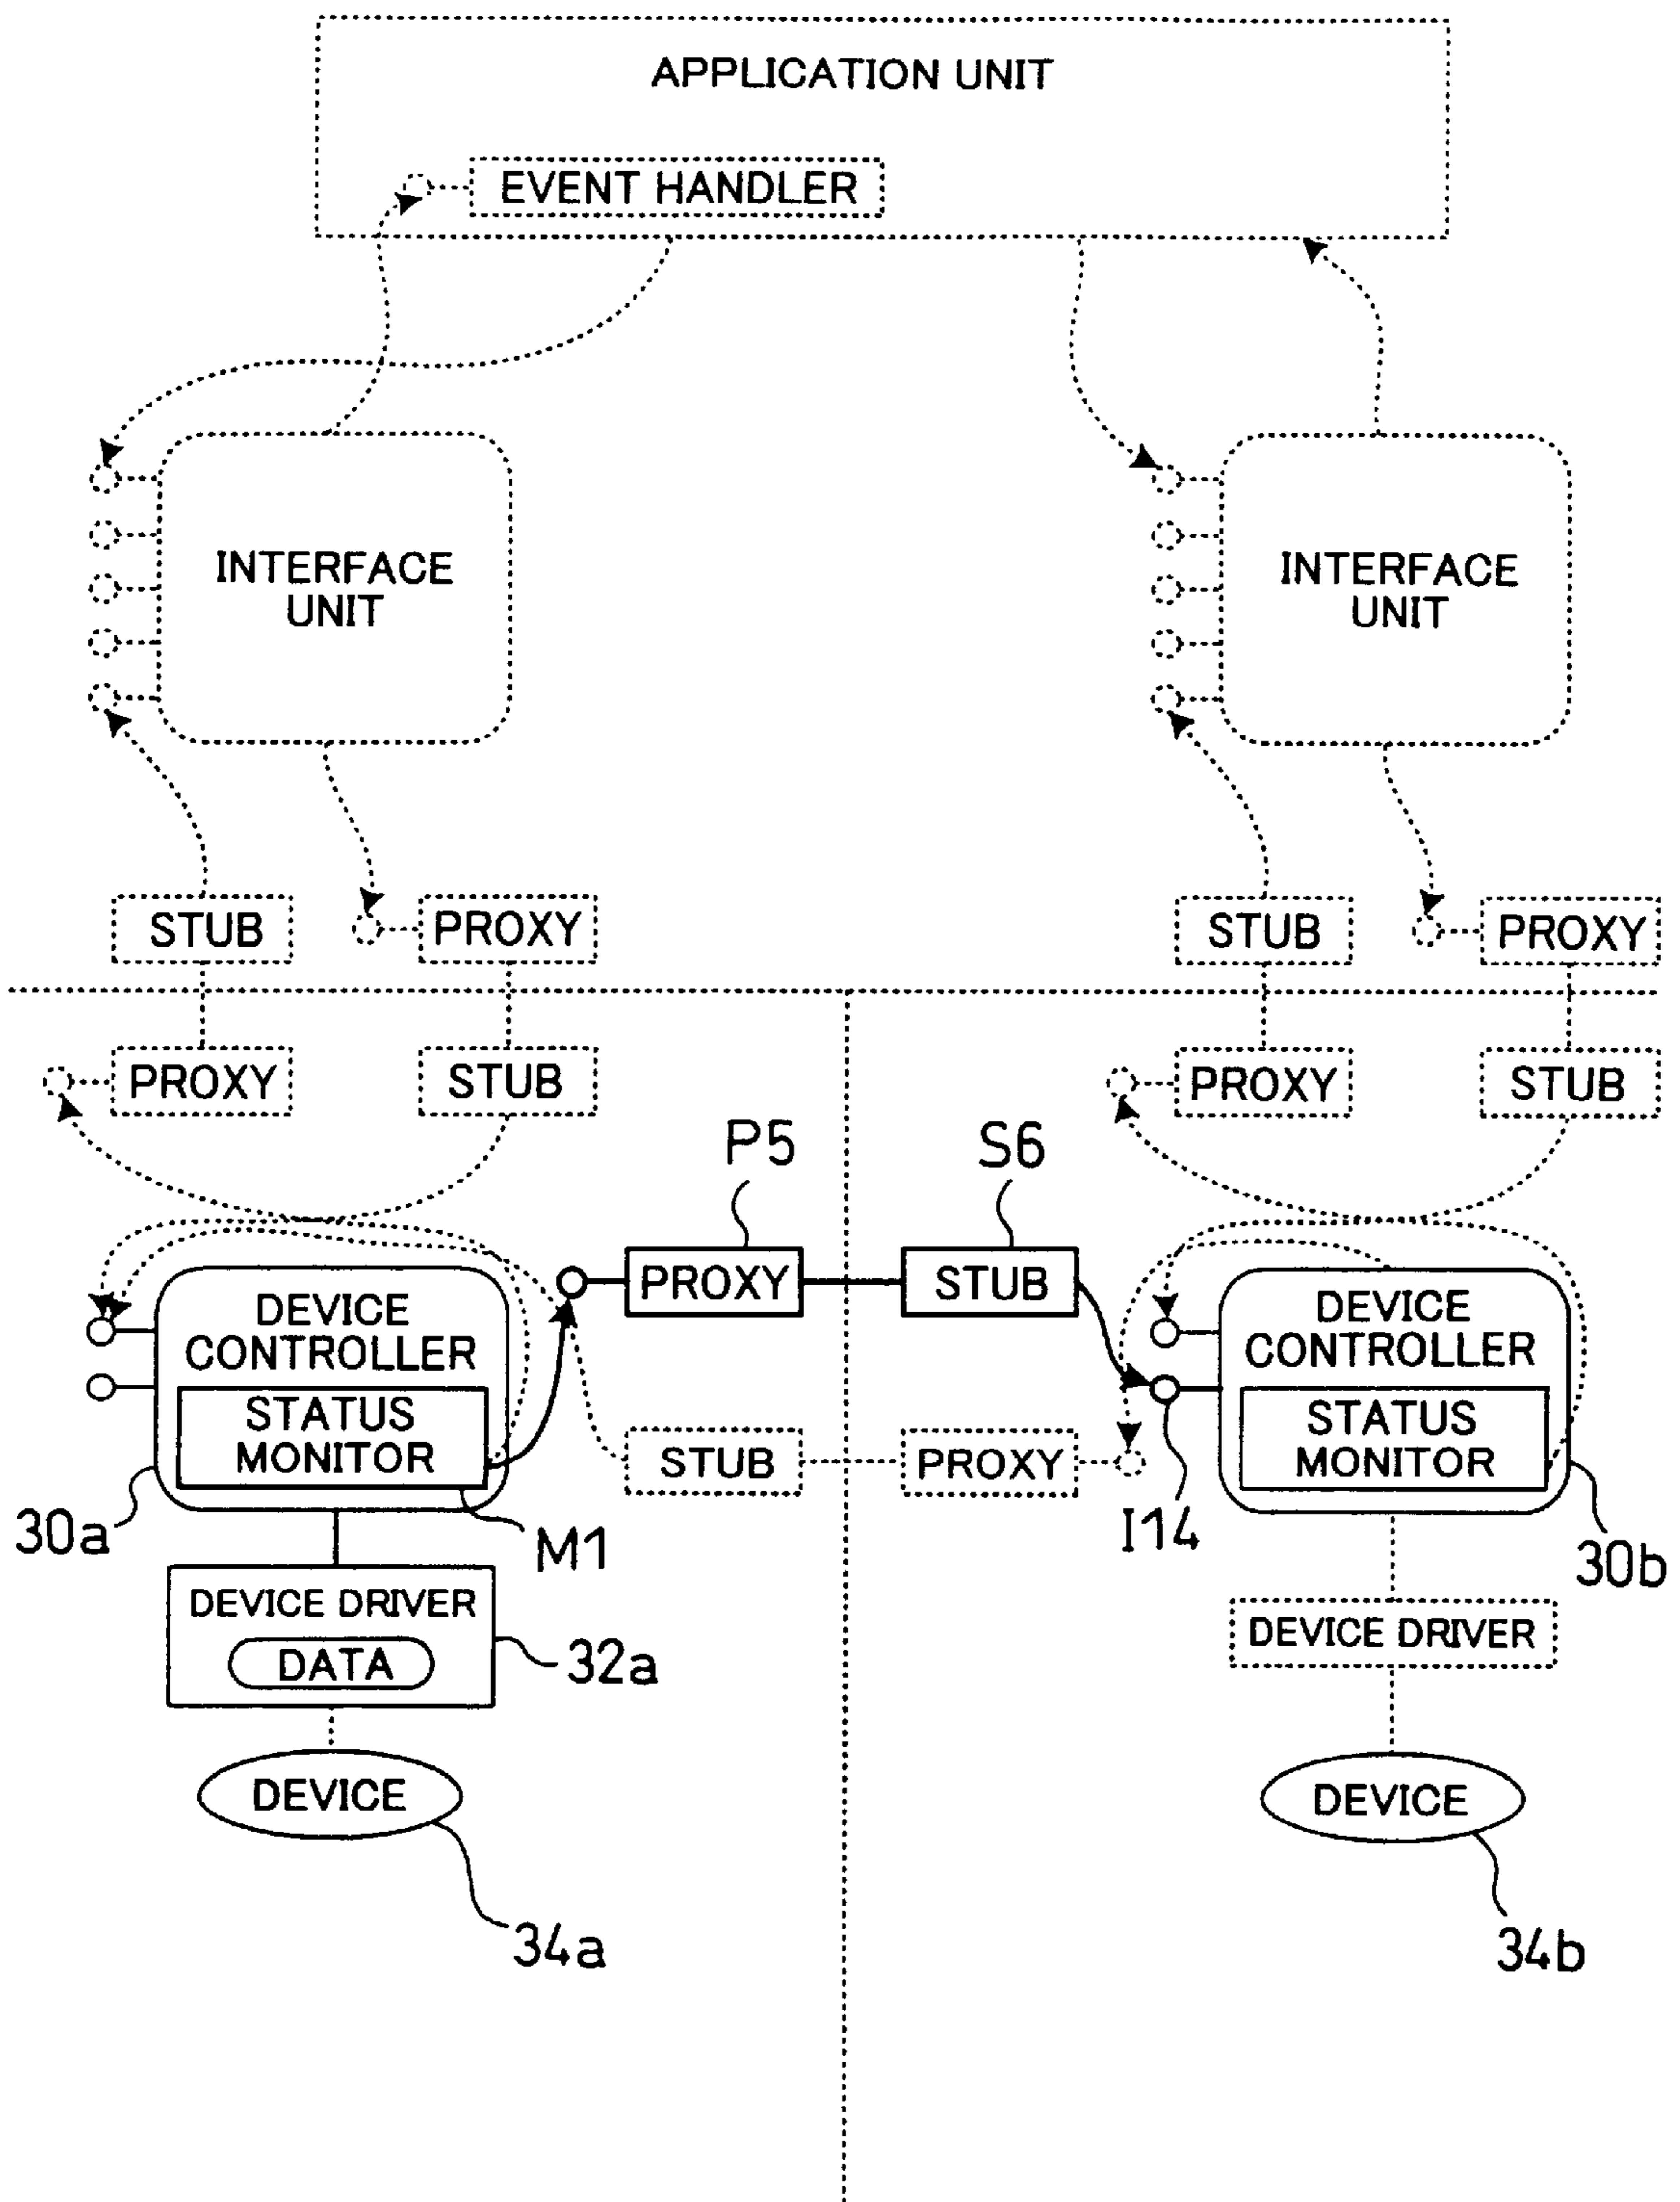 APPLICATION UNIT
EVENT HANDLER
INTERFACE
UNIT
INTERFACE
UNIT
STUB
PROXY
STUB
PROXY
PROXY
STUB
PROXY
STUB
P5
S6
PROXY
STUB
DEVICE
CONTROLLER
STATUS
MONITOR
DEVICE
CONTROLLER
STATUS
MONITOR
STUB
PROXY
30a
M1
I14
30b
DEVICE DRIVER
DATA
32a
DEVICE DRIVER
DEVICE
DEVICE
34a
34b